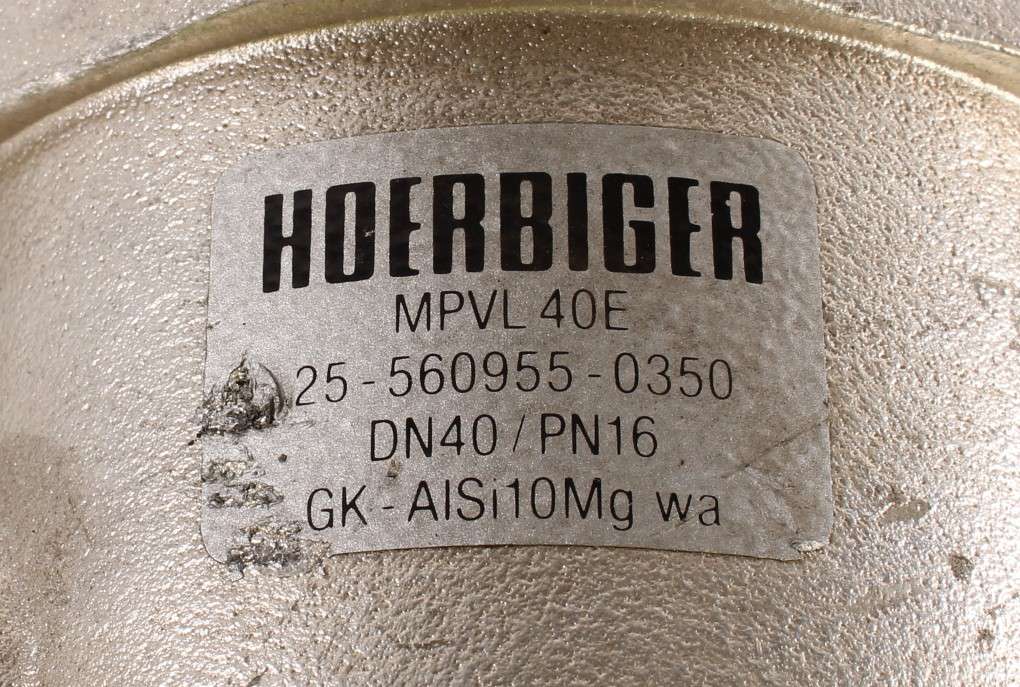 HOERBIGER
MPVL 40E
25-560955-0350
DN40 / PN16
GK-AlSi10Mg wa